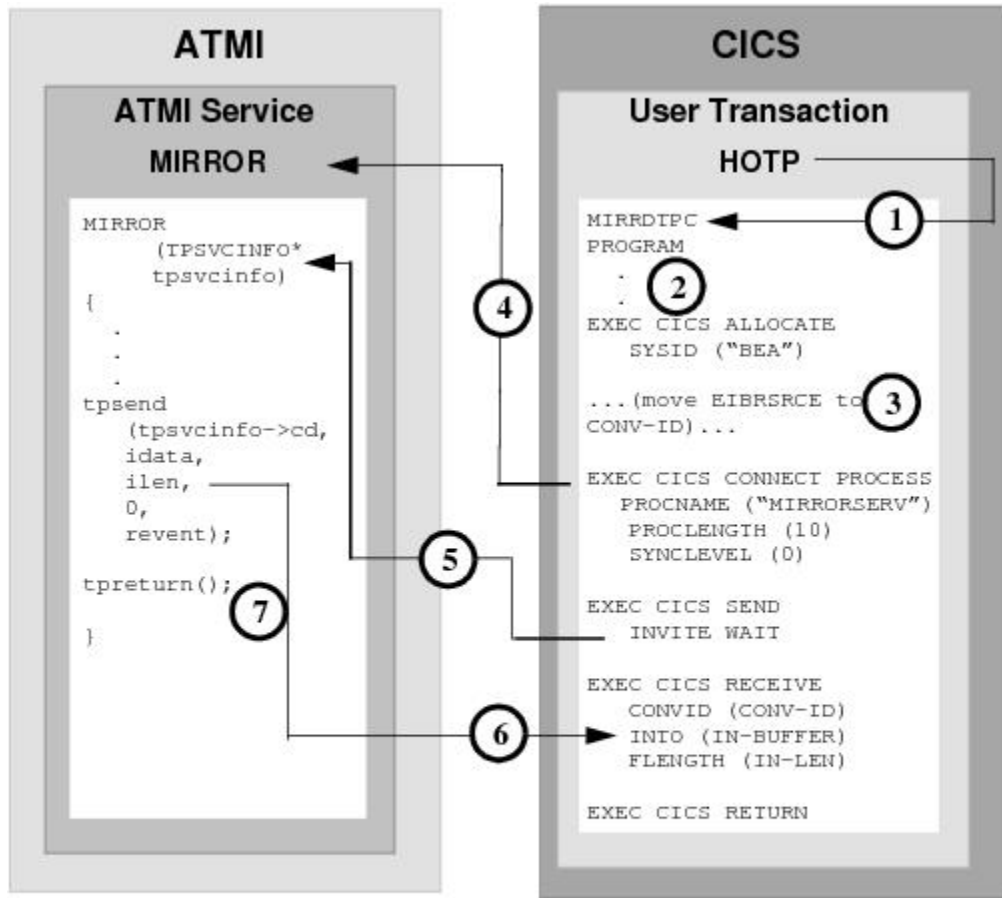 ATMI
ATMI Service
MIRROR
MIRROR
(TPSVCINFO*
tpsvcinfo)
{
.
.
.
tpsend
(tpsvcinfo->cd,
idata,
ilen,
0,
revent);
tpreturn();
}
7
4
5
6
CICS
User Transaction
HOTP
MIRRDTPC
1
PROGRAM
.
.
2
EXEC CICS ALLOCATE
SYSID (“BEA”)
...(move EIBRSRCE to
3
CONV-ID)...
EXEC CICS CONNECT PROCESS
PROCNAME (“MIRRORSERV”)
PROCLENGTH (10)
SYNCLEVEL (0)
EXEC CICS SEND
INVITE WAIT
EXEC CICS RECEIVE
CONVID (CONV-ID)
INTO (IN-BUFFER)
FLENGTH (IN-LEN)
EXEC CICS RETURN